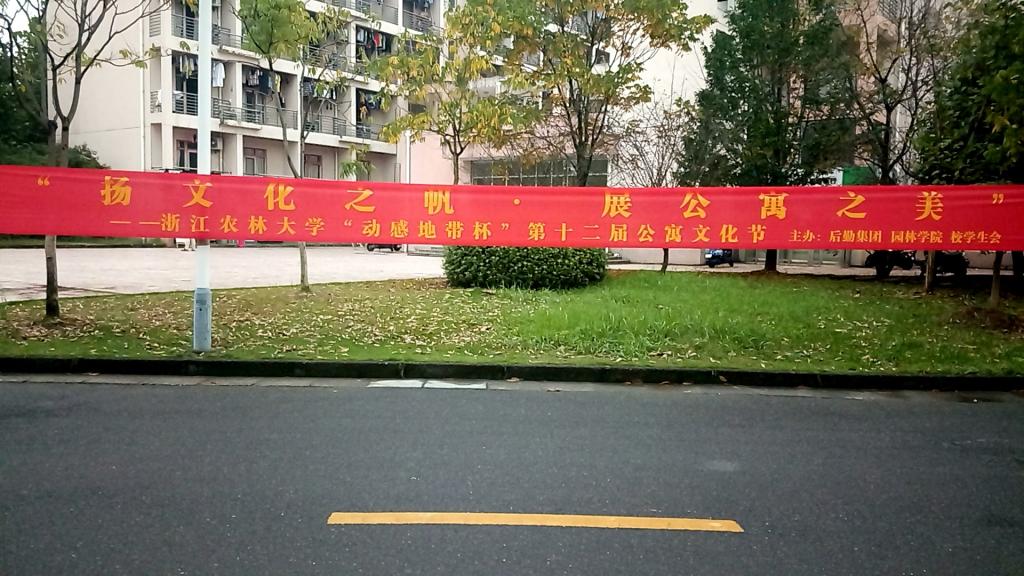 “扬文化之帆·展公寓之美”
——浙江农林大学“动感地带杯”第十二届公寓文化节 主办：后勤集团 园林学院 校学生会